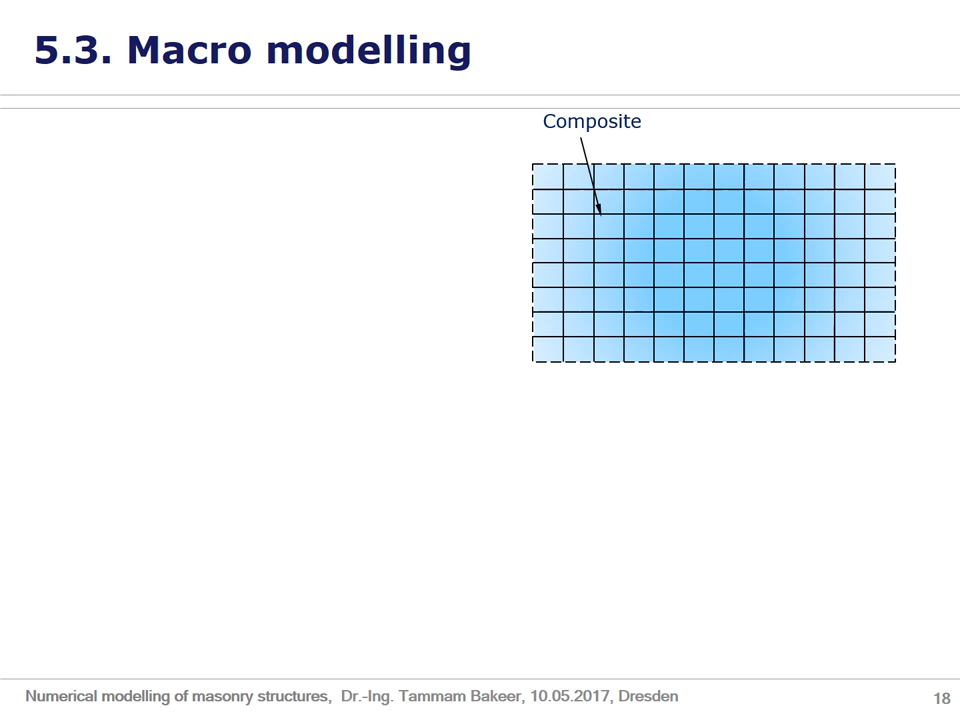 5.3. Macro modelling
Composite
Numerical modelling of masonry structures, Dr.-Ing. Tammam Bakeer, 10.05.2017, Dresden
18